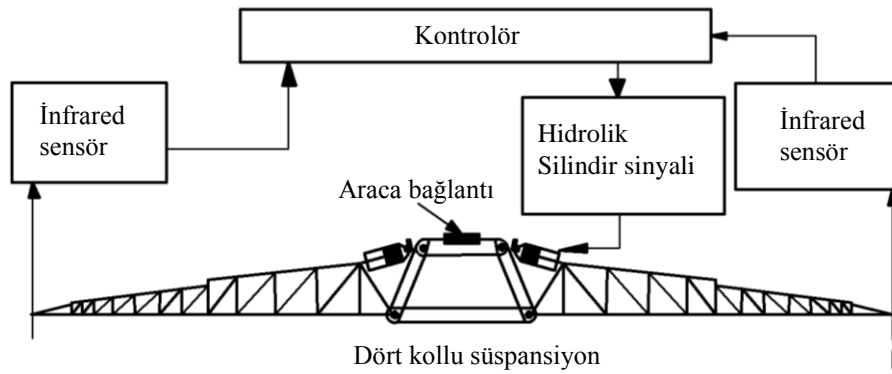 Kontrolör
İnfrared
sensör
Hidrolik
Silindir sinyali
İnfrared
sensör
Araca bağlantı
Dört kollu süspansiyon